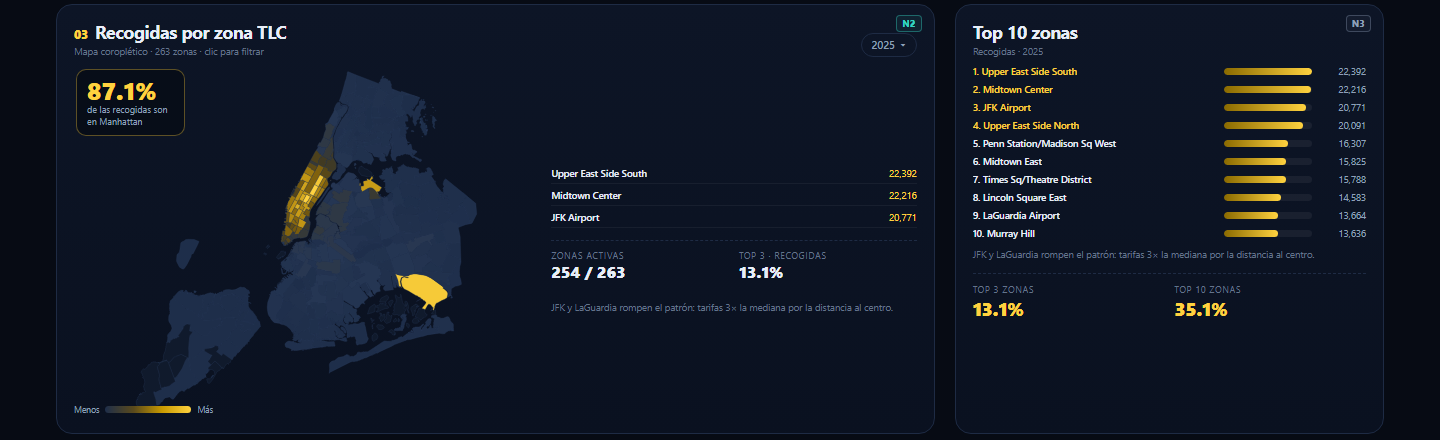 03 Recogidas por zona TLC
N2
Mapa coroplético · 263 zonas · clic para filtrar
2025
87.1%
de las recogidas son
en Manhattan
Upper East Side South 22,392
Midtown Center 22,216
JFK Airport 20,771
ZONAS ACTIVAS TOP 3 · RECOGIDAS
254 / 263 13.1%
JFK y LaGuardia rompen el patrón: tarifas 3× la mediana por la distancia al centro.
Menos Más
Top 10 zonas
N3
Recogidas · 2025
1. Upper East Side South 22,392
2. Midtown Center 22,216
3. JFK Airport 20,771
4. Upper East Side North 20,091
5. Penn Station/Madison Sq West 16,307
6. Midtown East 15,825
7. Times Sq/Theatre District 15,788
8. Lincoln Square East 14,583
9. LaGuardia Airport 13,664
10. Murray Hill 13,636
JFK y LaGuardia rompen el patrón: tarifas 3× la mediana por la distancia al centro.
TOP 3 ZONAS TOP 10 ZONAS
13.1% 35.1%